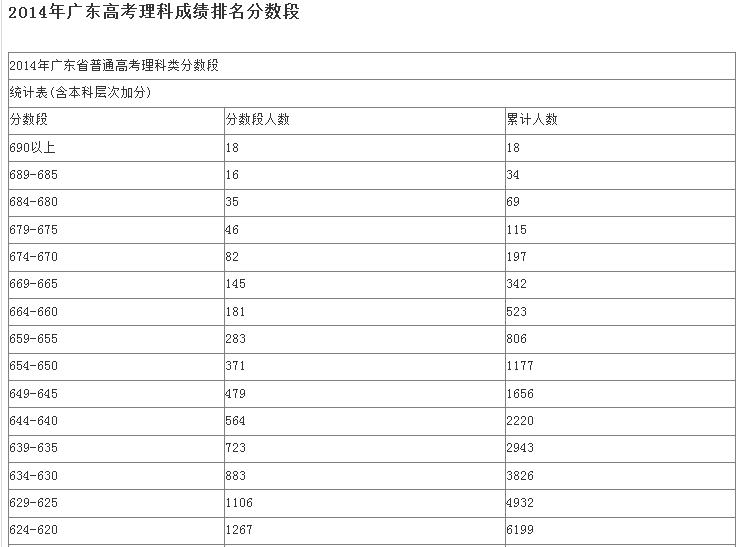 2014年广东高考理科成绩排名分数段
2014年广东省普通高考理科类分数段
统计表(含本科层次加分)
分数段 分数段人数 累计人数
690以上 18 18
689-685 16 34
684-680 35 69
679-675 46 115
674-670 82 197
669-665 145 342
664-660 181 523
659-655 283 806
654-650 371 1177
649-645 479 1656
644-640 564 2220
639-635 723 2943
634-630 883 3826
629-625 1106 4932
624-620 1267 6199